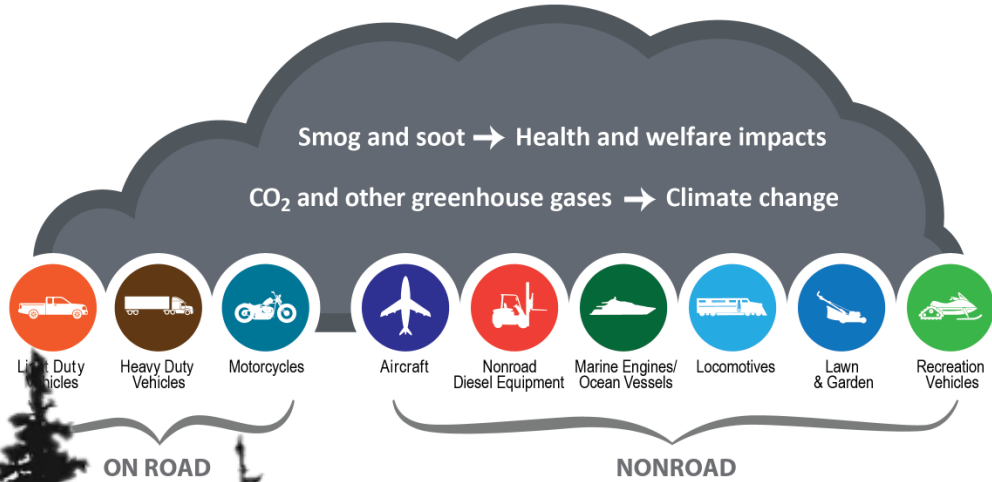 Smog and soot → Health and welfare impacts
CO₂ and other greenhouse gases → Climate change
Duty
Heavy Duty
Vehicles
Motorcycles
Aircraft
Nonroad
Diesel Equipment
Marine Engines/
Ocean Vessels
Locomotives
Lawn
& Garden
Recreation
Vehicles
ON ROAD
NONROAD